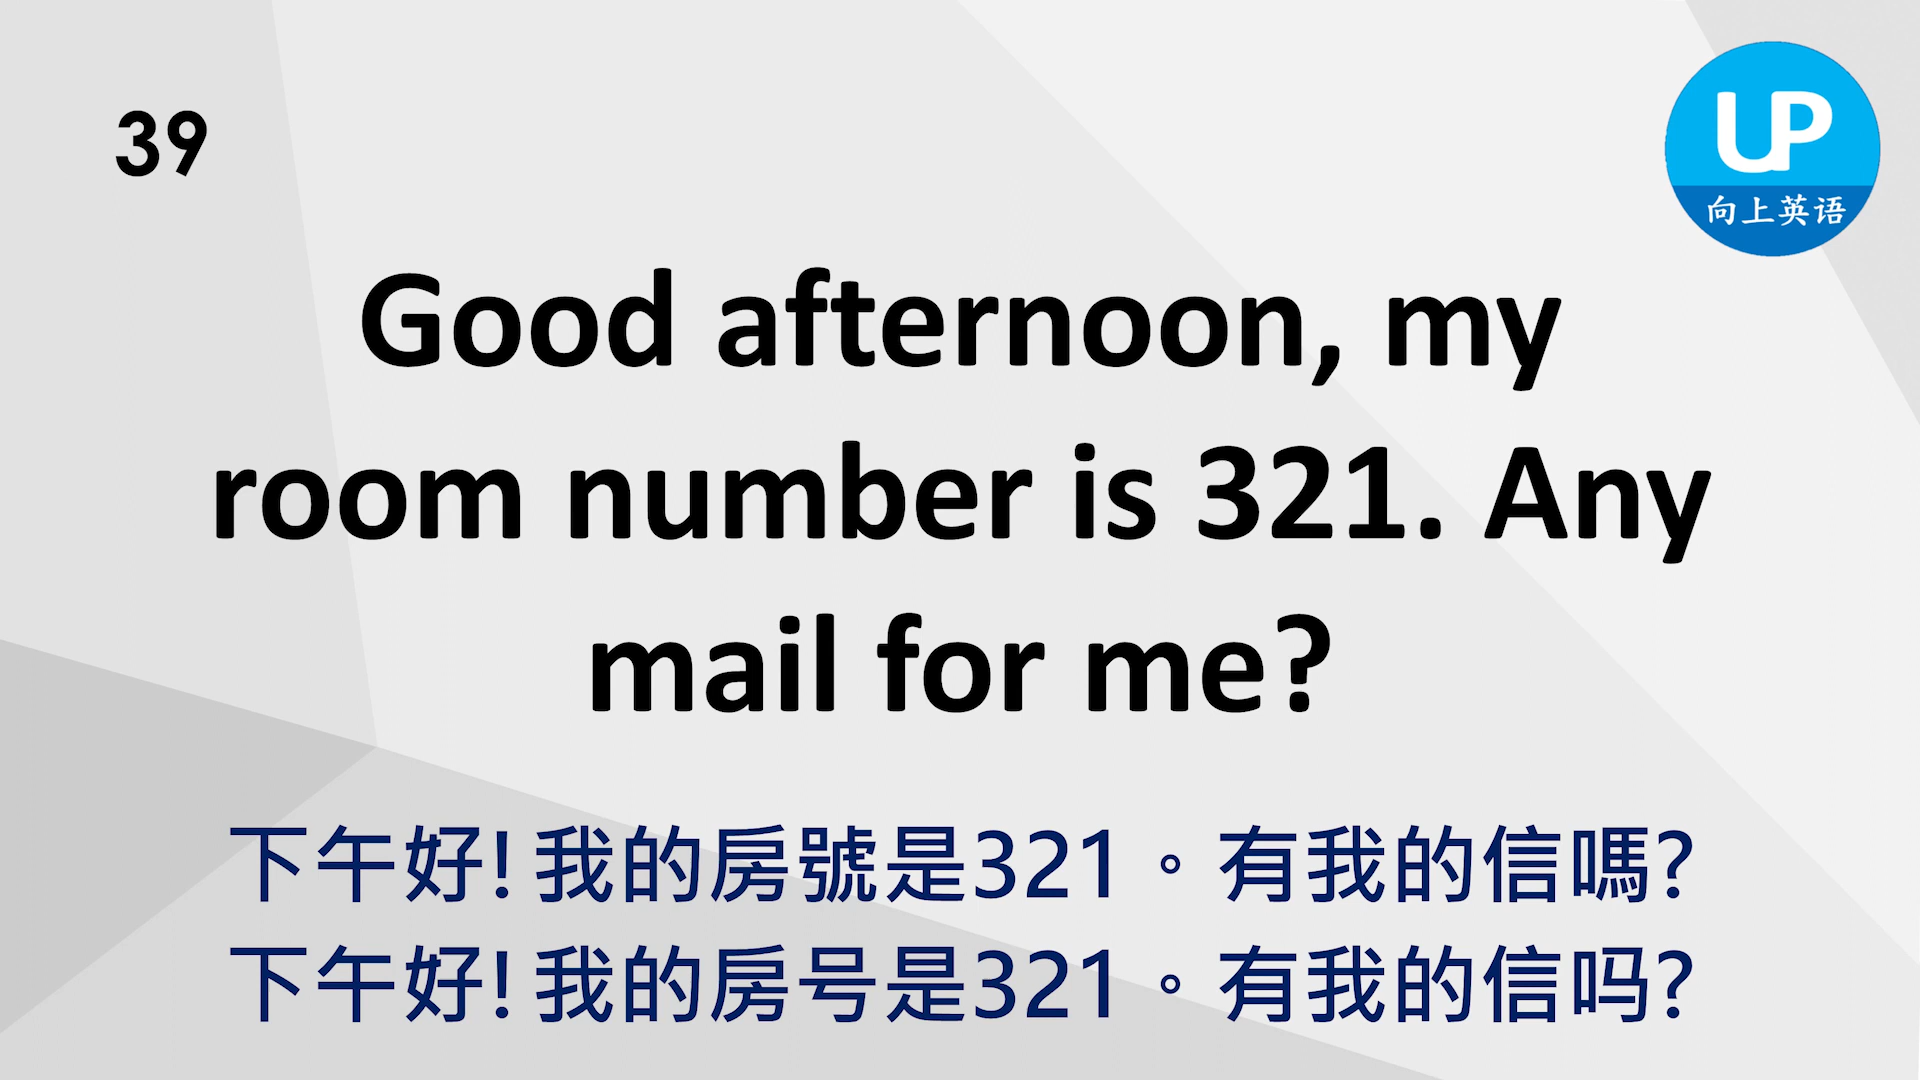 39
UP
向上英语
Good afternoon, my
room number is 321. Any
mail for me?
下午好!我的房號是321。有我的信嗎?
下午好!我的房号是321。有我的信吗?